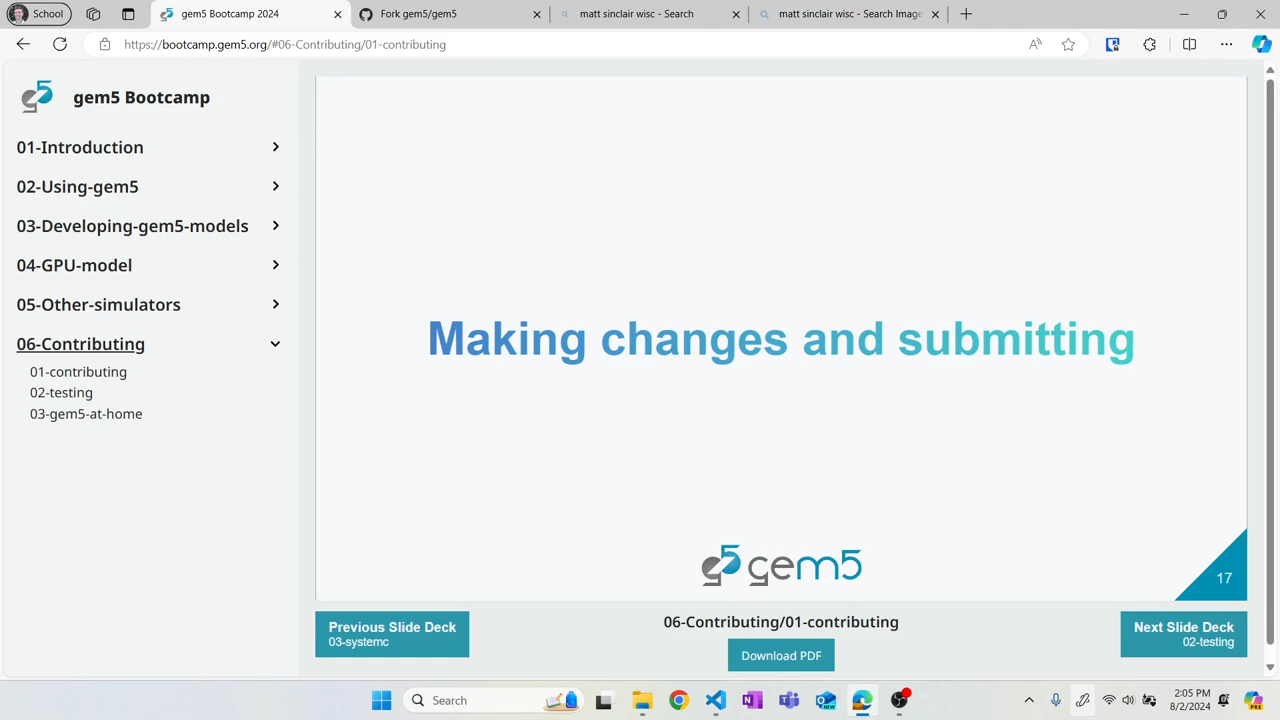 School
gem5 Bootcamp 2024
Fork gem5/gem5
matt sinclair wisc - Search
matt sinclair wisc - Search Image
https://bootcamp.gem5.org/#06-Contributing/01-contributing
g5
gem5 Bootcamp
01-Introduction
02-Using-gem5
03-Developing-gem5-models
04-GPU-model
05-Other-simulators
06-Contributing
01-contributing
02-testing
03-gem5-at-home
Making changes and submitting
g5 gem5
17
Previous Slide Deck
03-systemc
06-Contributing/01-contributing
Download PDF
Next Slide Deck
02-testing
Search
2:05 PM
8/2/2024